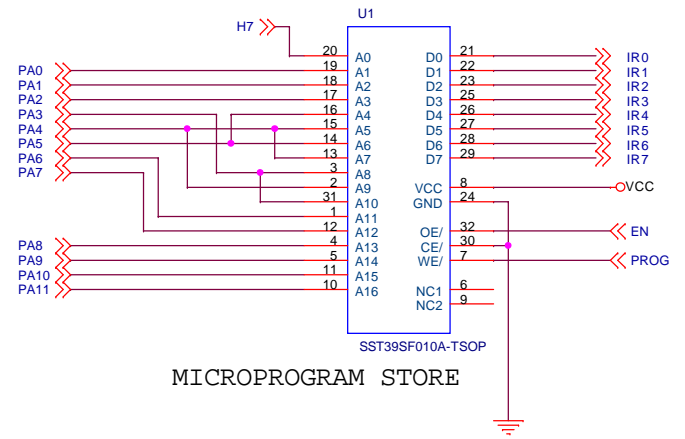 U1
H7
20 A0 D0 21 IR0
PA0 19 A1 D1 22 IR1
PA1 18 A2 D2 23 IR2
PA2 17 A3 D3 25 IR3
PA3 16 A4 D4 26 IR4
PA4 15 A5 D5 27 IR5
PA5 14 A6 D6 28 IR6
PA6 13 A7 D7 29 IR7
PA7 3 A8
2 A9 VCC 8 VCC
31 A10 GND 24
1 A11
12 A12 OE/ 32 EN
PA8 4 A13 CE/ 30
PA9 5 A14 WE/ 7 PROG
PA10 11 A15
PA11 10 A16 NC1 6
NC2 9
SST39SF010A-TSOP
MICROPROGRAM STORE